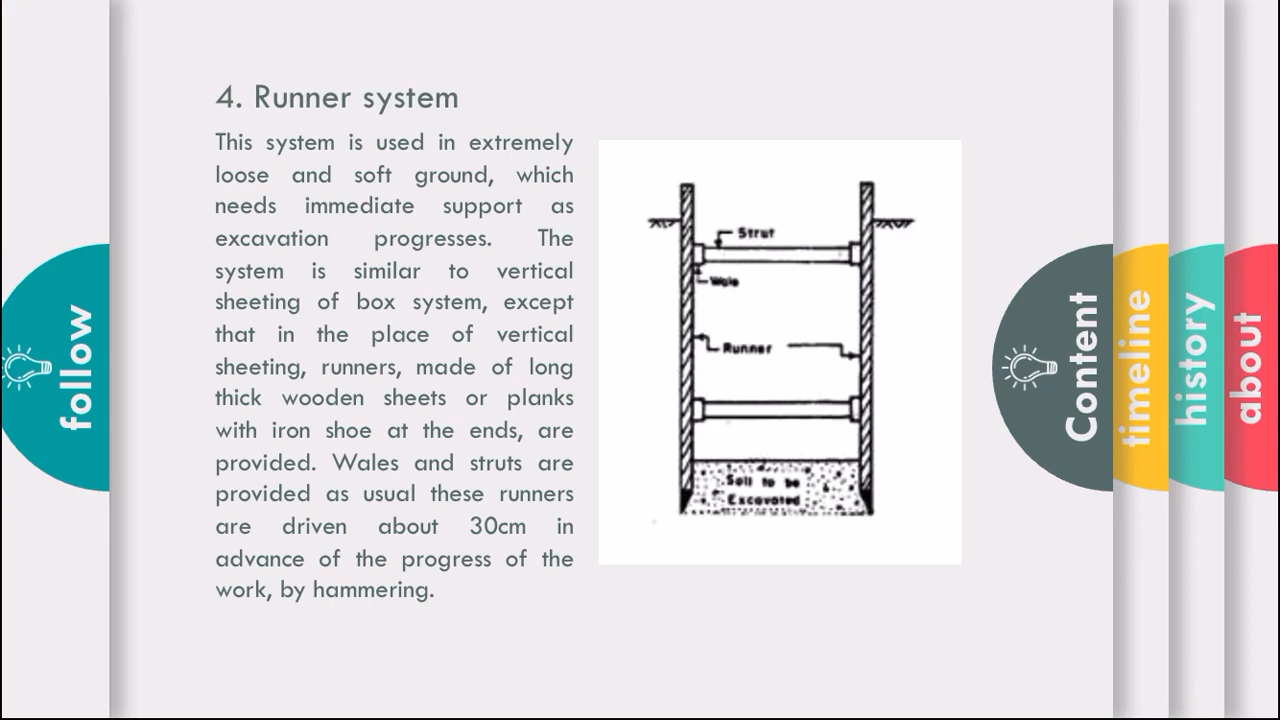 4. Runner system
This system is used in extremely
loose and soft ground, which
needs immediate support as
excavation progresses. The
system is similar to vertical
sheeting of box system, except
that in the place of vertical
sheeting, runners, made of long
thick wooden sheets or planks
with iron shoe at the ends, are
provided. Wales and struts are
provided as usual these runners
are driven about 30cm in
advance of the progress of the
work, by hammering.
Strut
Wale
Runner
Soil to be
Excavated
follow
Content
timeline
history
about